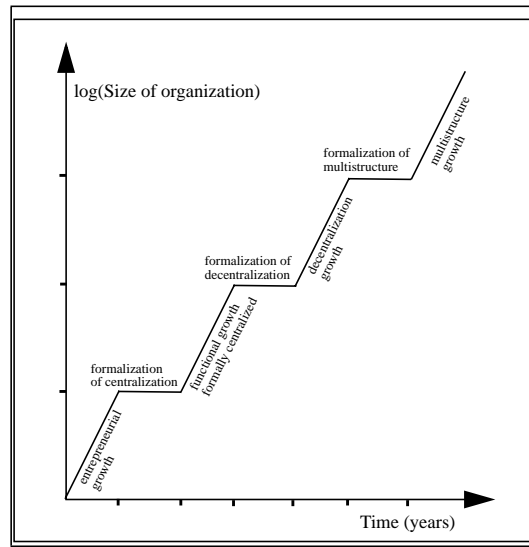 log(Size of organization)
multistructure
growth
formalization of
multistructure
decentralization
growth
formalization of
decentralization
functional growth
formally centralized
formalization
of centralization
entrepreneurial
growth
Time (years)